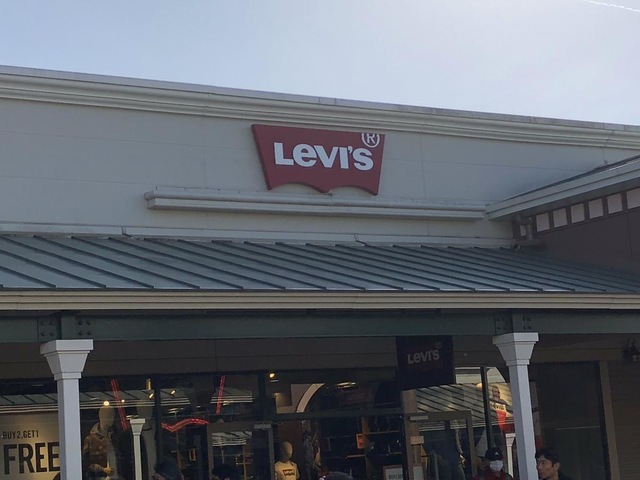 LEVI'S®
LEVI'S
BUY 2, GET 1
FREE